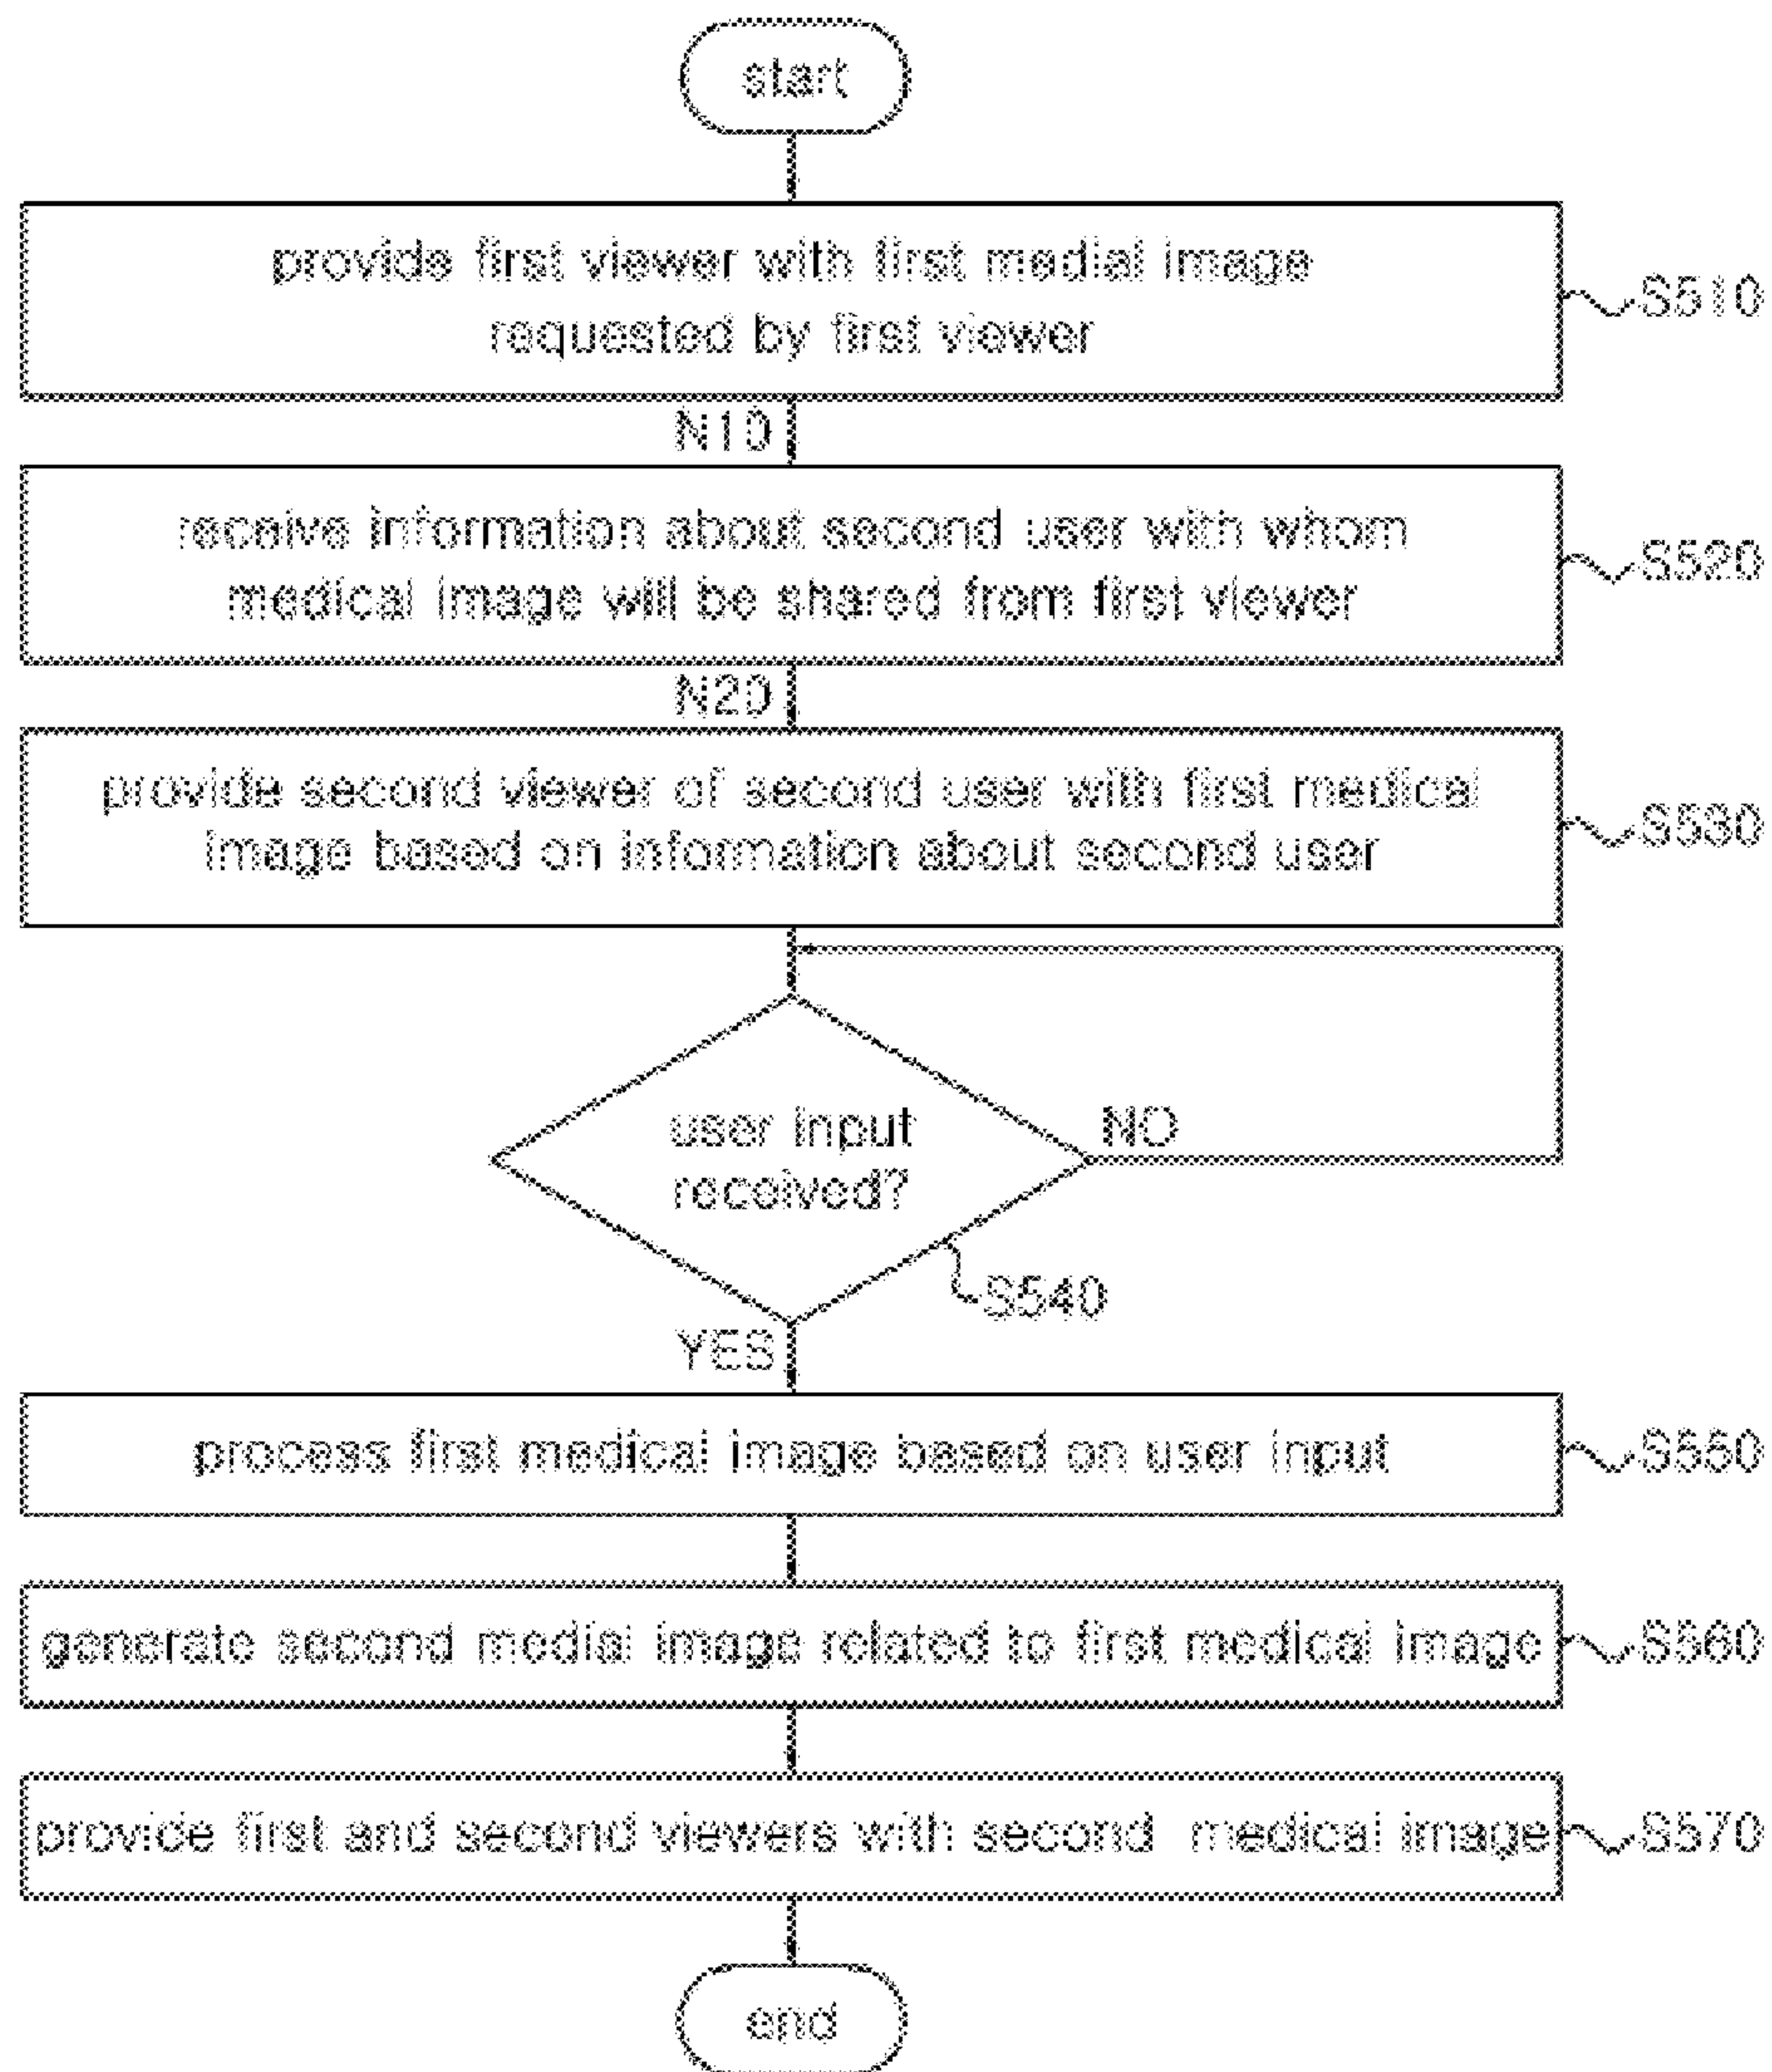 start
provide first viewer with first medial image
requested by first viewer
S510
N10
receive information about second user with whom
medical image will be shared from first viewer
S520
N20
provide second viewer of second user with first medical
image based on information about second user
S530
user input
received?
NO
S540
YES
process first medical image based on user input
S550
generate second medial image related to first medical image
S560
provide first and second viewers with second medical image
S570
end